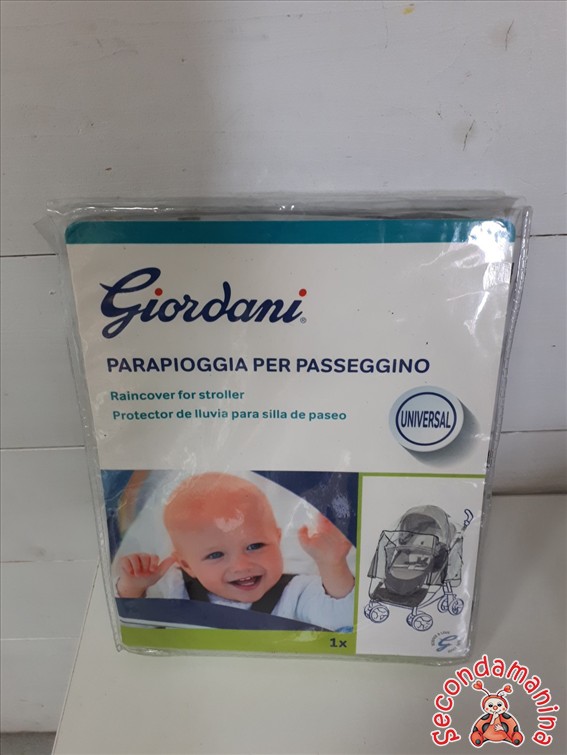 Giordani®
PARAPIOGGIA PER PASSEGGINO
Raincover for stroller
Protector de lluvia para silla de paseo
UNIVERSAL
1x
Secondamanina